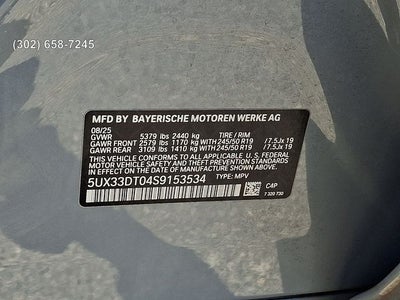 (302) 658-7245
MFD BY BAYERISCHE MOTOREN WERKE AG
08/25
GVWR 5379 lbs 2440 kg TIRE / RIM
GAWR FRONT 2579 lbs 1170 kg WITH 245/50 R19 / 7.5Jx 19
GAWR REAR 3109 lbs 1410 kg WITH 245/50 R19 / 7.5Jx 19
THIS VEHICLE CONFORMS TO ALL APPLICABLE U.S. FEDERAL
MOTOR VEHICLE SAFETY AND THEFT PREVENTION STANDARDS
IN EFFECT ON THE DATE OF MANUFACTURE SHOWN ABOVE.
5UX33DT04S9153534 TYPE: MPV
C4P
7 320 730